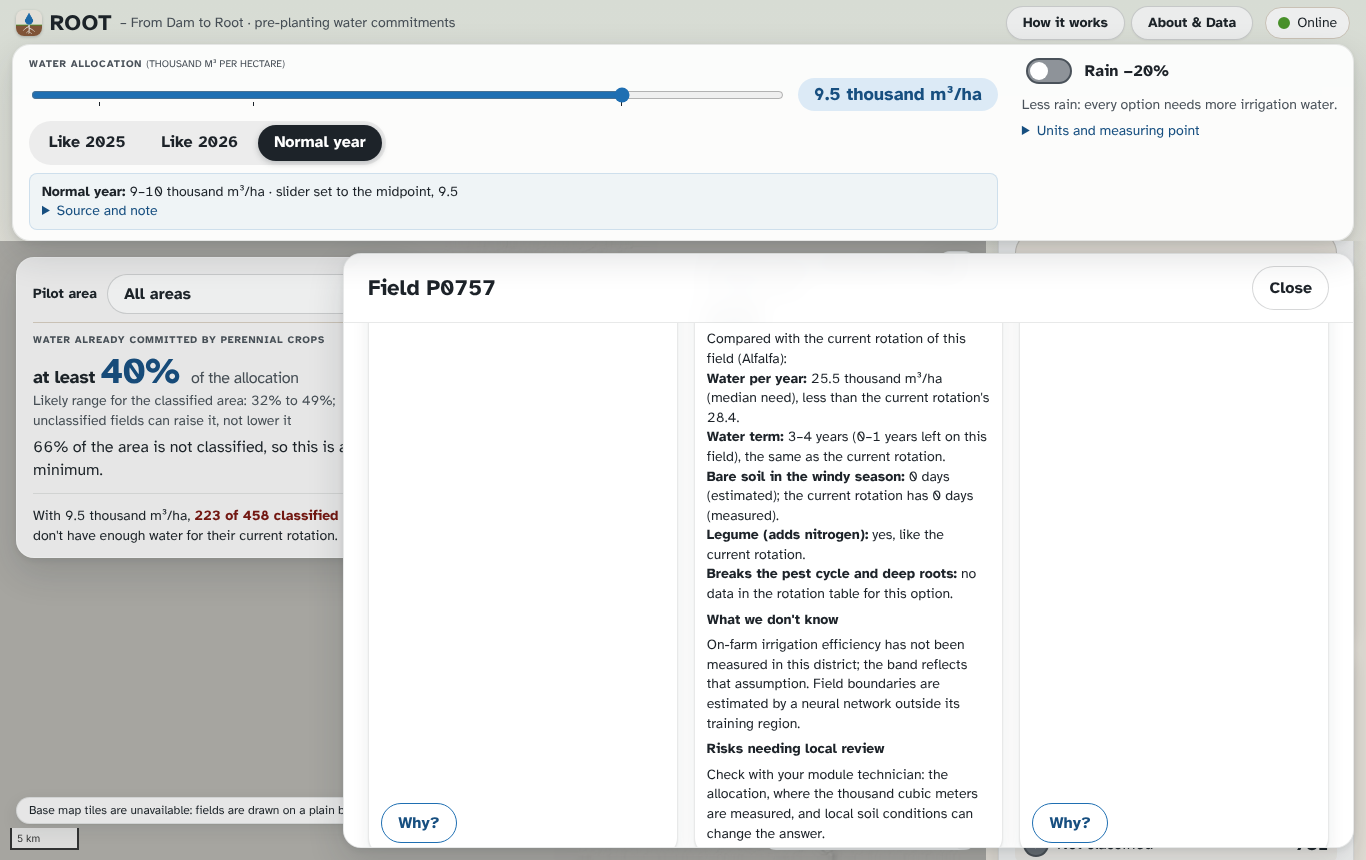 ROOT – From Dam to Root · pre-planting water commitments
How it works
About & Data
Online
WATER ALLOCATION (THOUSAND M³ PER HECTARE)
9.5 thousand m³/ha
Like 2025
Like 2026
Normal year
Normal year: 9–10 thousand m³/ha · slider set to the midpoint, 9.5
Source and note
Rain −20%
Less rain: every option needs more irrigation water.
Units and measuring point
Pilot area
All areas
WATER ALREADY COMMITTED BY PERENNIAL CROPS
at least 40% of the allocation
Likely range for the classified area: 32% to 49%;
unclassified fields can raise it, not lower it
66% of the area is not classified, so this is a
minimum.
With 9.5 thousand m³/ha, 223 of 458 classified
don't have enough water for their current rotation.
Base map tiles are unavailable: fields are drawn on a plain
5 km
Field P0757
Close
Compared with the current rotation of this
field (Alfalfa):
Water per year: 25.5 thousand m³/ha
(median need), less than the current rotation's
28.4.
Water term: 3–4 years (0–1 years left on this
field), the same as the current rotation.
Bare soil in the windy season: 0 days
(estimated); the current rotation has 0 days
(measured).
Legume (adds nitrogen): yes, like the
current rotation.
Breaks the pest cycle and deep roots: no
data in the rotation table for this option.
What we don't know
On-farm irrigation efficiency has not been
measured in this district; the band reflects
that assumption. Field boundaries are
estimated by a neural network outside its
training region.
Risks needing local review
Check with your module technician: the
allocation, where the thousand cubic meters
are measured, and local soil conditions can
change the answer.
Why?
Why?